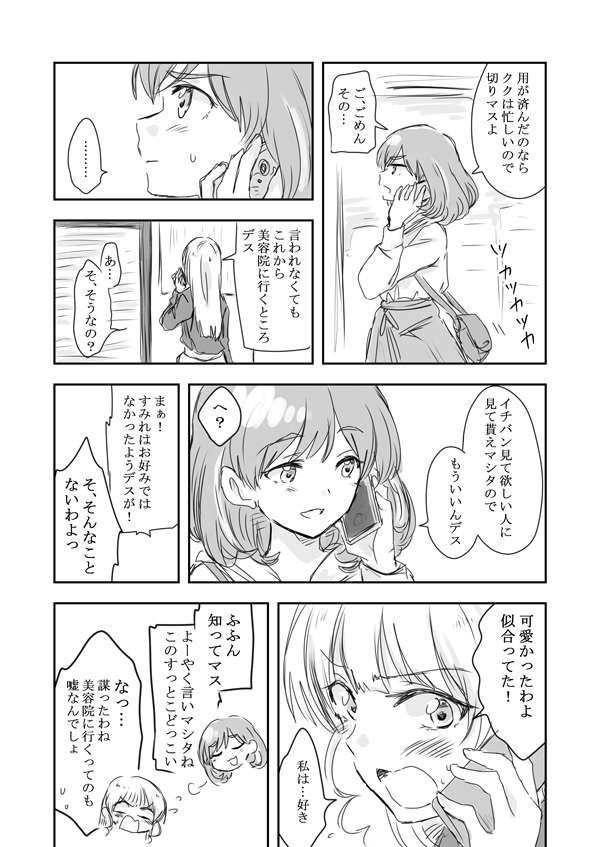 用が済んだのなら
ククは忙しいので
切りマスよ
ご、ごめん
その…
ツカツカッ
………
言われなくても
これから
美容院に行くところ
デス
あ…
そ、そうなの？
イチバン見て欲しい人に
見て貰えマシタので
もういいんデス
へ？
まぁ！
すみれはお好みでは
なかったようデスが！
そ、そんなこと
ないわよっ
可愛かったわよ
似合ってた！
私は…好き
ふふん
知ってマス
よーやく言いマシタね
このすっとこどっこい
なっ…
謀ったわね
美容院に行くってのも
嘘なんでしょ